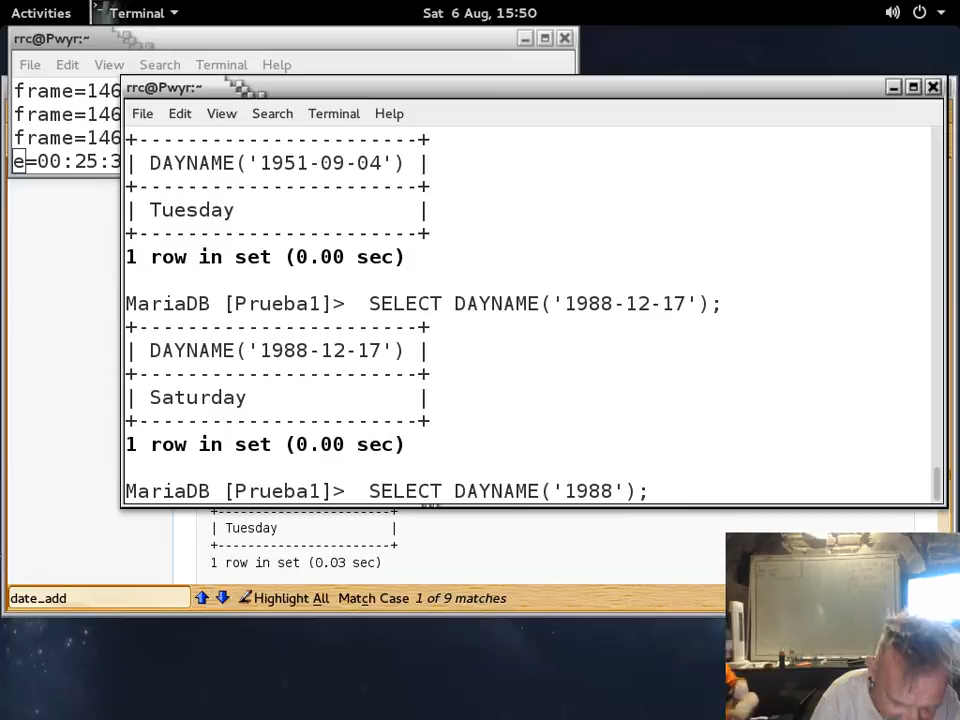 Activities Terminal Sat 6 Aug, 15:50
rrc@Pwyr:~
File Edit View Search Terminal Help
frame=146
frame=146
frame=146
e=00:25:3
rrc@Pwyr:~
File Edit View Search Terminal Help
+-----------------------+
| DAYNAME('1951-09-04') |
+-----------------------+
| Tuesday |
+-----------------------+
1 row in set (0.00 sec)
MariaDB [Prueba1]> SELECT DAYNAME('1988-12-17');
+-----------------------+
| DAYNAME('1988-12-17') |
+-----------------------+
| Saturday |
+-----------------------+
1 row in set (0.00 sec)
MariaDB [Prueba1]> SELECT DAYNAME('1988');
+-----------------------+
| Tuesday |
+-----------------------+
1 row in set (0.03 sec)
date_add Highlight All Match Case 1 of 9 matches